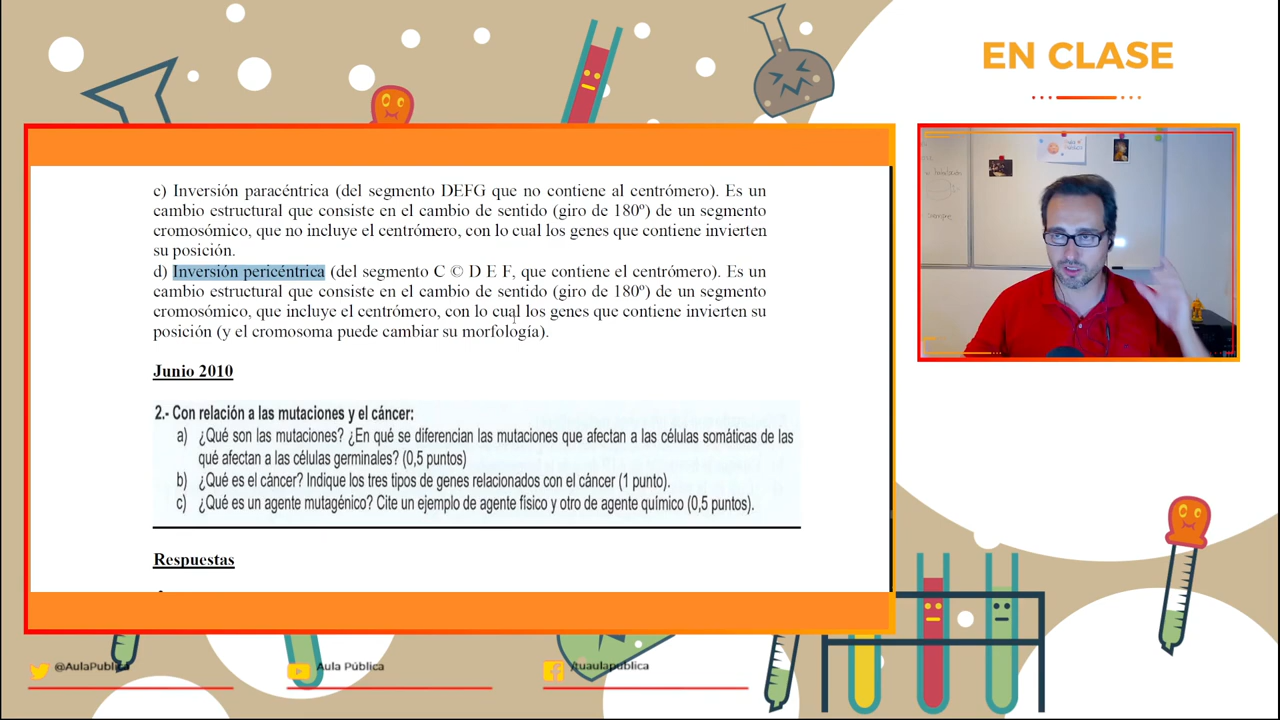 EN CLASE
c) Inversión paracéntrica (del segmento DEFG que no contiene al centrómero). Es un
cambio estructural que consiste en el cambio de sentido (giro de 180º) de un segmento
cromosómico, que no incluye el centrómero, con lo cual los genes que contiene invierten
su posición.
d) Inversión pericéntrica (del segmento C © D E F, que contiene el centrómero). Es un
cambio estructural que consiste en el cambio de sentido (giro de 180º) de un segmento
cromosómico, que incluye el centrómero, con lo cual los genes que contiene invierten su
posición (y el cromosoma puede cambiar su morfología).
Junio 2010
2.- Con relación a las mutaciones y el cáncer:
a) ¿Qué son las mutaciones? ¿En qué se diferencian las mutaciones que afectan a las células somáticas de las
qué afectan a las células germinales? (0,5 puntos)
b) ¿Qué es el cáncer? Indique los tres tipos de genes relacionados con el cáncer (1 punto).
c) ¿Qué es un agente mutagénico? Cite un ejemplo de agente físico y otro de agente químico (0,5 puntos).
Respuestas
@AulaPublica
Aula Pública
/tuaulapublica